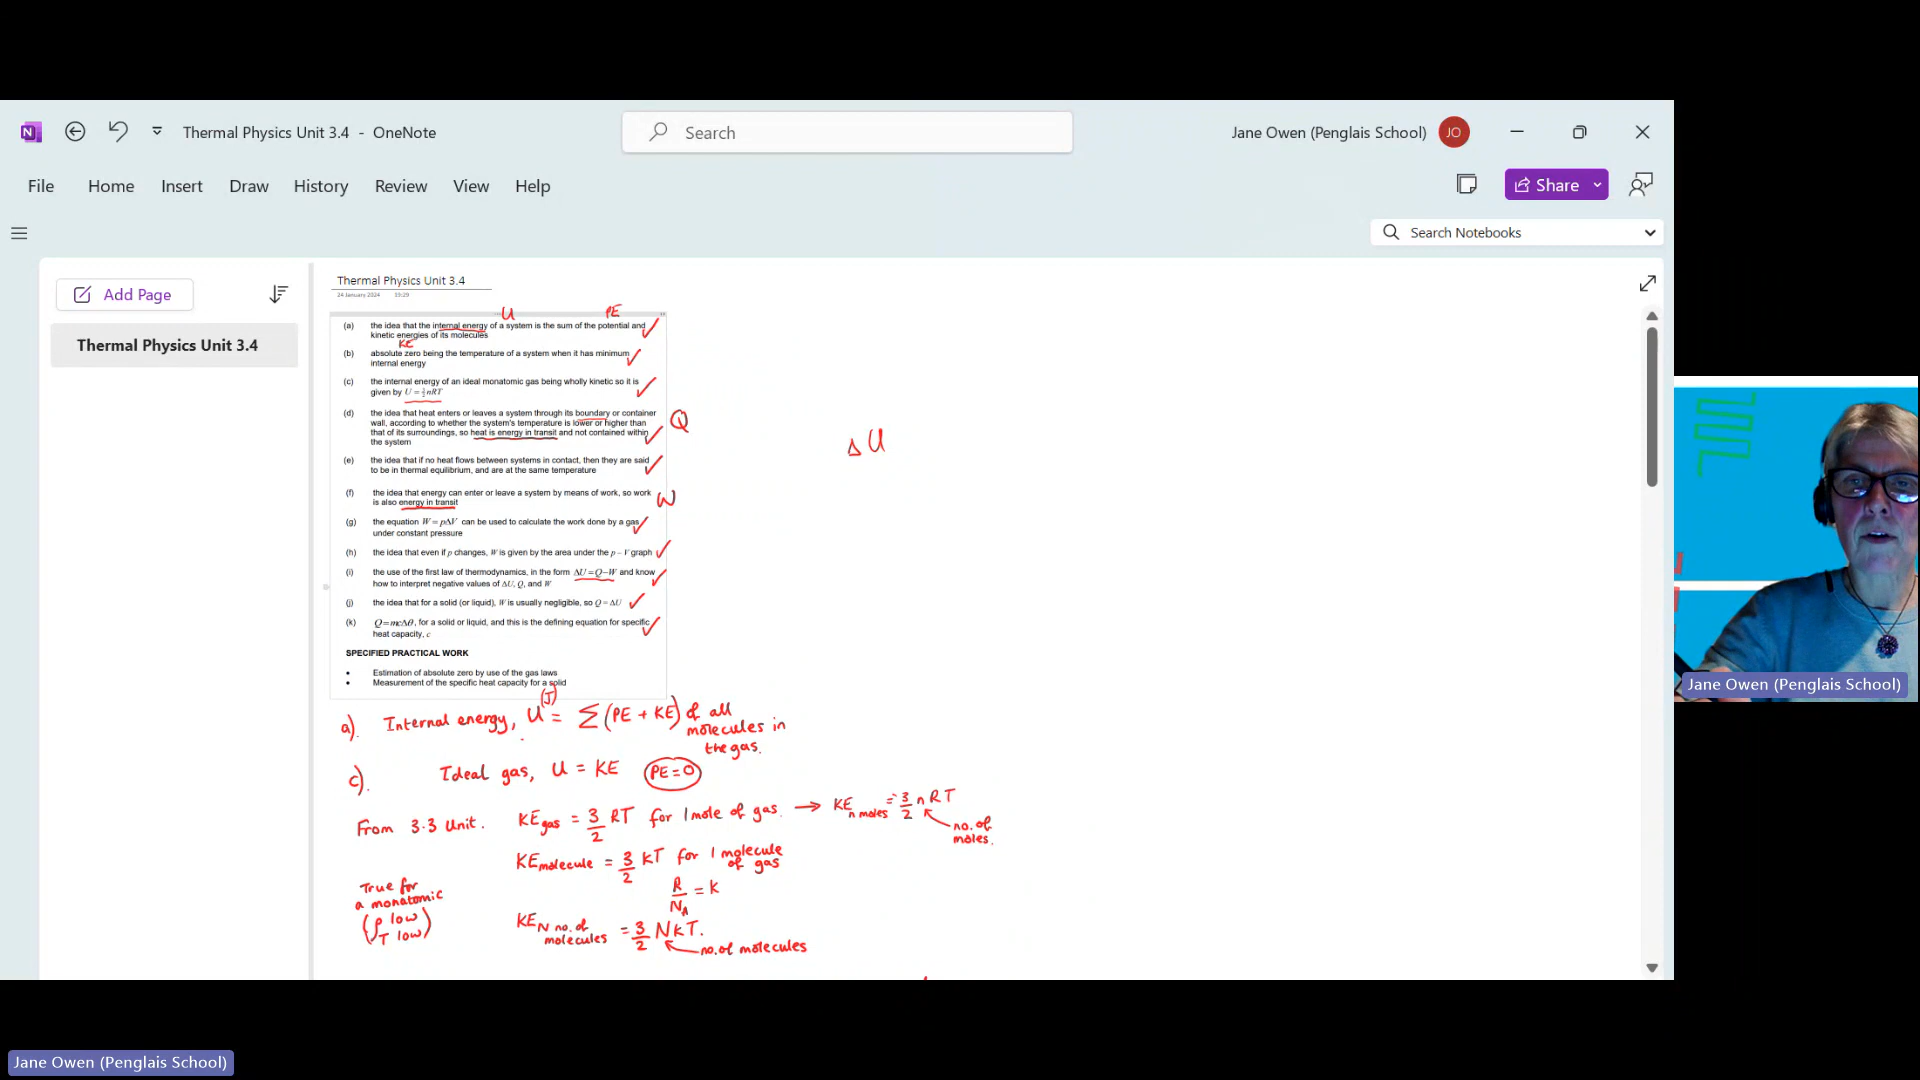 Thermal Physics Unit 3.4 - OneNote
Search
Jane Owen (Penglais School)
JO
File Home Insert Draw History Review View Help
Share
Search Notebooks
Add Page
Thermal Physics Unit 3.4
Thermal Physics Unit 3.4
24 January 2024 19:29
U PE
(a) the idea that the internal energy of a system is the sum of the potential and
kinetic energies of its molecules
KE
(b) absolute zero being the temperature of a system when it has minimum
internal energy
(c) the internal energy of an ideal monatomic gas being wholly kinetic so it is
given by U = 3/2 nRT
(d) the idea that heat enters or leaves a system through its boundary or container
wall, according to whether the system's temperature is lower or higher than
that of its surroundings, so heat is energy in transit and not contained within
the system
Q
ΔU
(e) the idea that if no heat flows between systems in contact, then they are said
to be in thermal equilibrium, and are at the same temperature
(f) the idea that energy can enter or leave a system by means of work, so work
is also energy in transit
W
(g) the equation W = pΔV can be used to calculate the work done by a gas
under constant pressure
(h) the idea that even if p changes, W is given by the area under the p – V graph
(i) the use of the first law of thermodynamics, in the form ΔU = Q – W and know
how to interpret negative values of ΔU, Q, and W
(j) the idea that for a solid (or liquid), W is usually negligible, so Q = ΔU
(k) Q = mcΔθ, for a solid or liquid, and this is the defining equation for specific
heat capacity, c
SPECIFIED PRACTICAL WORK
• Estimation of absolute zero by use of the gas laws
• Measurement of the specific heat capacity for a solid
(J)
a). Internal energy, U = Σ (PE + KE) of all
molecules in
the gas.
c). Ideal gas, U = KE PE = 0
From 3.3 Unit. KE gas = 3/2 RT for 1 mole of gas. → KE n moles = 3/2 nRT
no. of
moles.
KE molecule = 3/2 kT for 1 molecule
of gas
R/N_A = k
True for
a monatomic
(ρ low
T low)
KE N no. of
molecules = 3/2 NkT.
no. of molecules
Jane Owen (Penglais School)
Jane Owen (Penglais School)